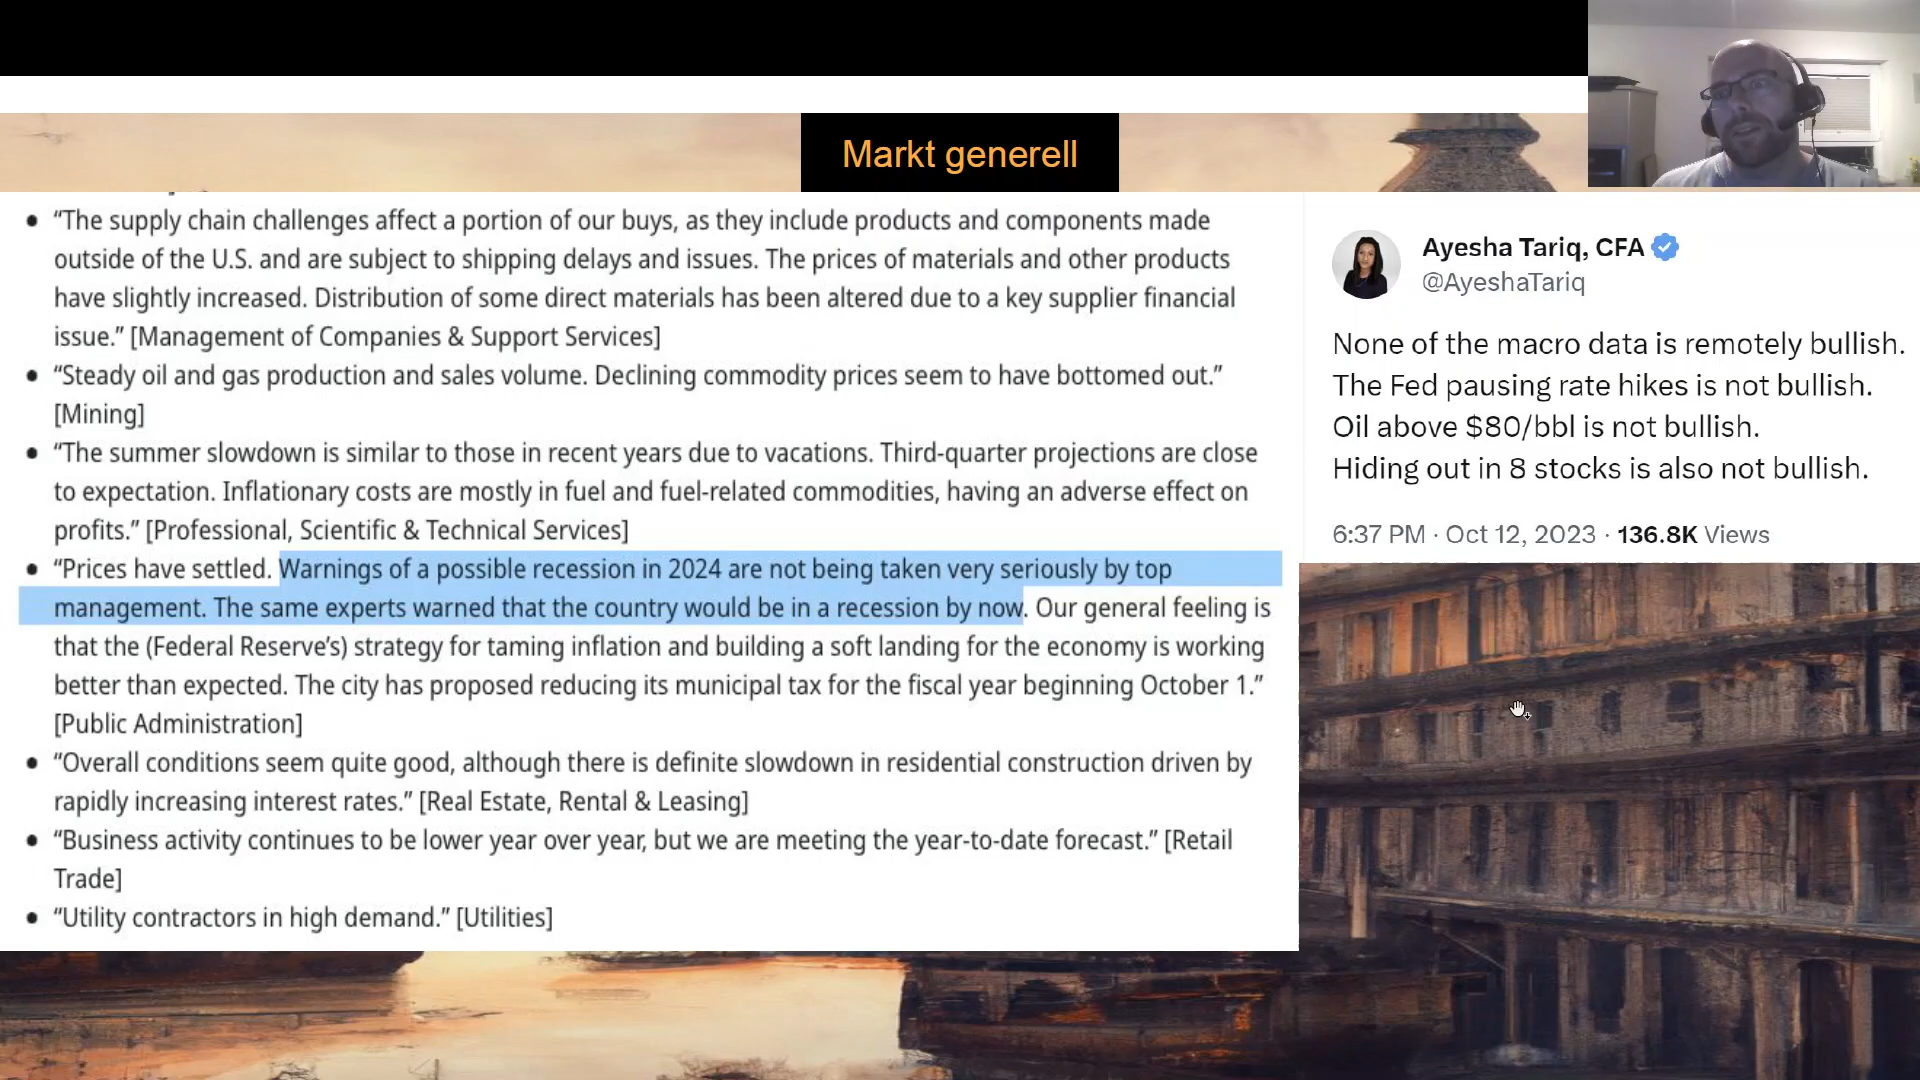 Markt generell
• “The supply chain challenges affect a portion of our buys, as they include products and components made
outside of the U.S. and are subject to shipping delays and issues. The prices of materials and other products
have slightly increased. Distribution of some direct materials has been altered due to a key supplier financial
issue.” [Management of Companies & Support Services]
• “Steady oil and gas production and sales volume. Declining commodity prices seem to have bottomed out.”
[Mining]
• “The summer slowdown is similar to those in recent years due to vacations. Third-quarter projections are close
to expectation. Inflationary costs are mostly in fuel and fuel-related commodities, having an adverse effect on
profits.” [Professional, Scientific & Technical Services]
• “Prices have settled. Warnings of a possible recession in 2024 are not being taken very seriously by top
management. The same experts warned that the country would be in a recession by now. Our general feeling is
that the (Federal Reserve’s) strategy for taming inflation and building a soft landing for the economy is working
better than expected. The city has proposed reducing its municipal tax for the fiscal year beginning October 1.”
[Public Administration]
• “Overall conditions seem quite good, although there is definite slowdown in residential construction driven by
rapidly increasing interest rates.” [Real Estate, Rental & Leasing]
• “Business activity continues to be lower year over year, but we are meeting the year-to-date forecast.” [Retail
Trade]
• “Utility contractors in high demand.” [Utilities]
Ayesha Tariq, CFA
@AyeshaTariq
None of the macro data is remotely bullish.
The Fed pausing rate hikes is not bullish.
Oil above $80/bbl is not bullish.
Hiding out in 8 stocks is also not bullish.
6:37 PM · Oct 12, 2023 · 136.8K Views